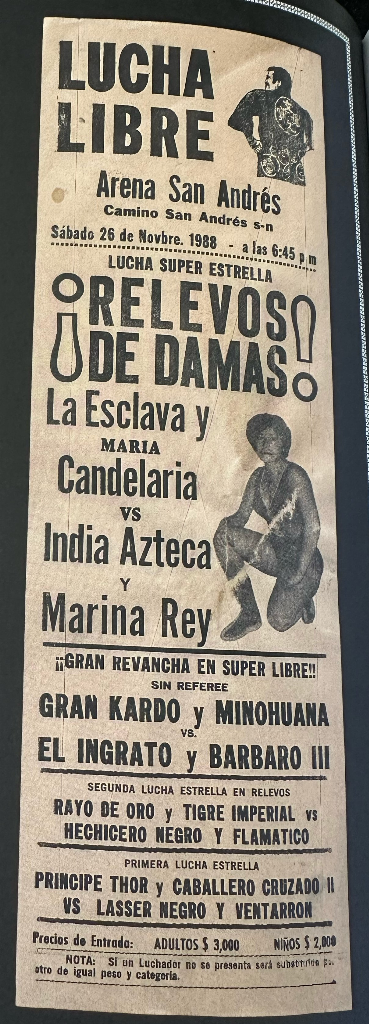 LUCHA
LIBRE
Arena San Andrés
Camino San Andrés s-n
Sábado 26 de Novbre. 1988 - a las 6:45 p m
LUCHA SUPER ESTRELLA
¡RELEVOS
DE DAMAS!
La Esclava y
MARIA
Candelaria
VS
India Azteca
Y
Marina Rey
¡¡GRAN REVANCHA EN SUPER LIBRE!!
SIN REFEREE
GRAN KARDO y MINOHUANA
VS.
EL INGRATO y BARBARO III
SEGUNDA LUCHA ESTRELLA EN RELEVOS
RAYO DE ORO y TIGRE IMPERIAL vs
HECHICERO NEGRO Y FLAMATICO
PRIMERA LUCHA ESTRELLA
PRINCIPE THOR y CABALLERO CRUZADO II
VS LASSER NEGRO Y VENTARRON
Precios de Entrada: ADULTOS $ 3,000 NIÑOS $ 2,000
NOTA: Si un Luchador no se presenta será substituido
otro de igual peso y categoria.